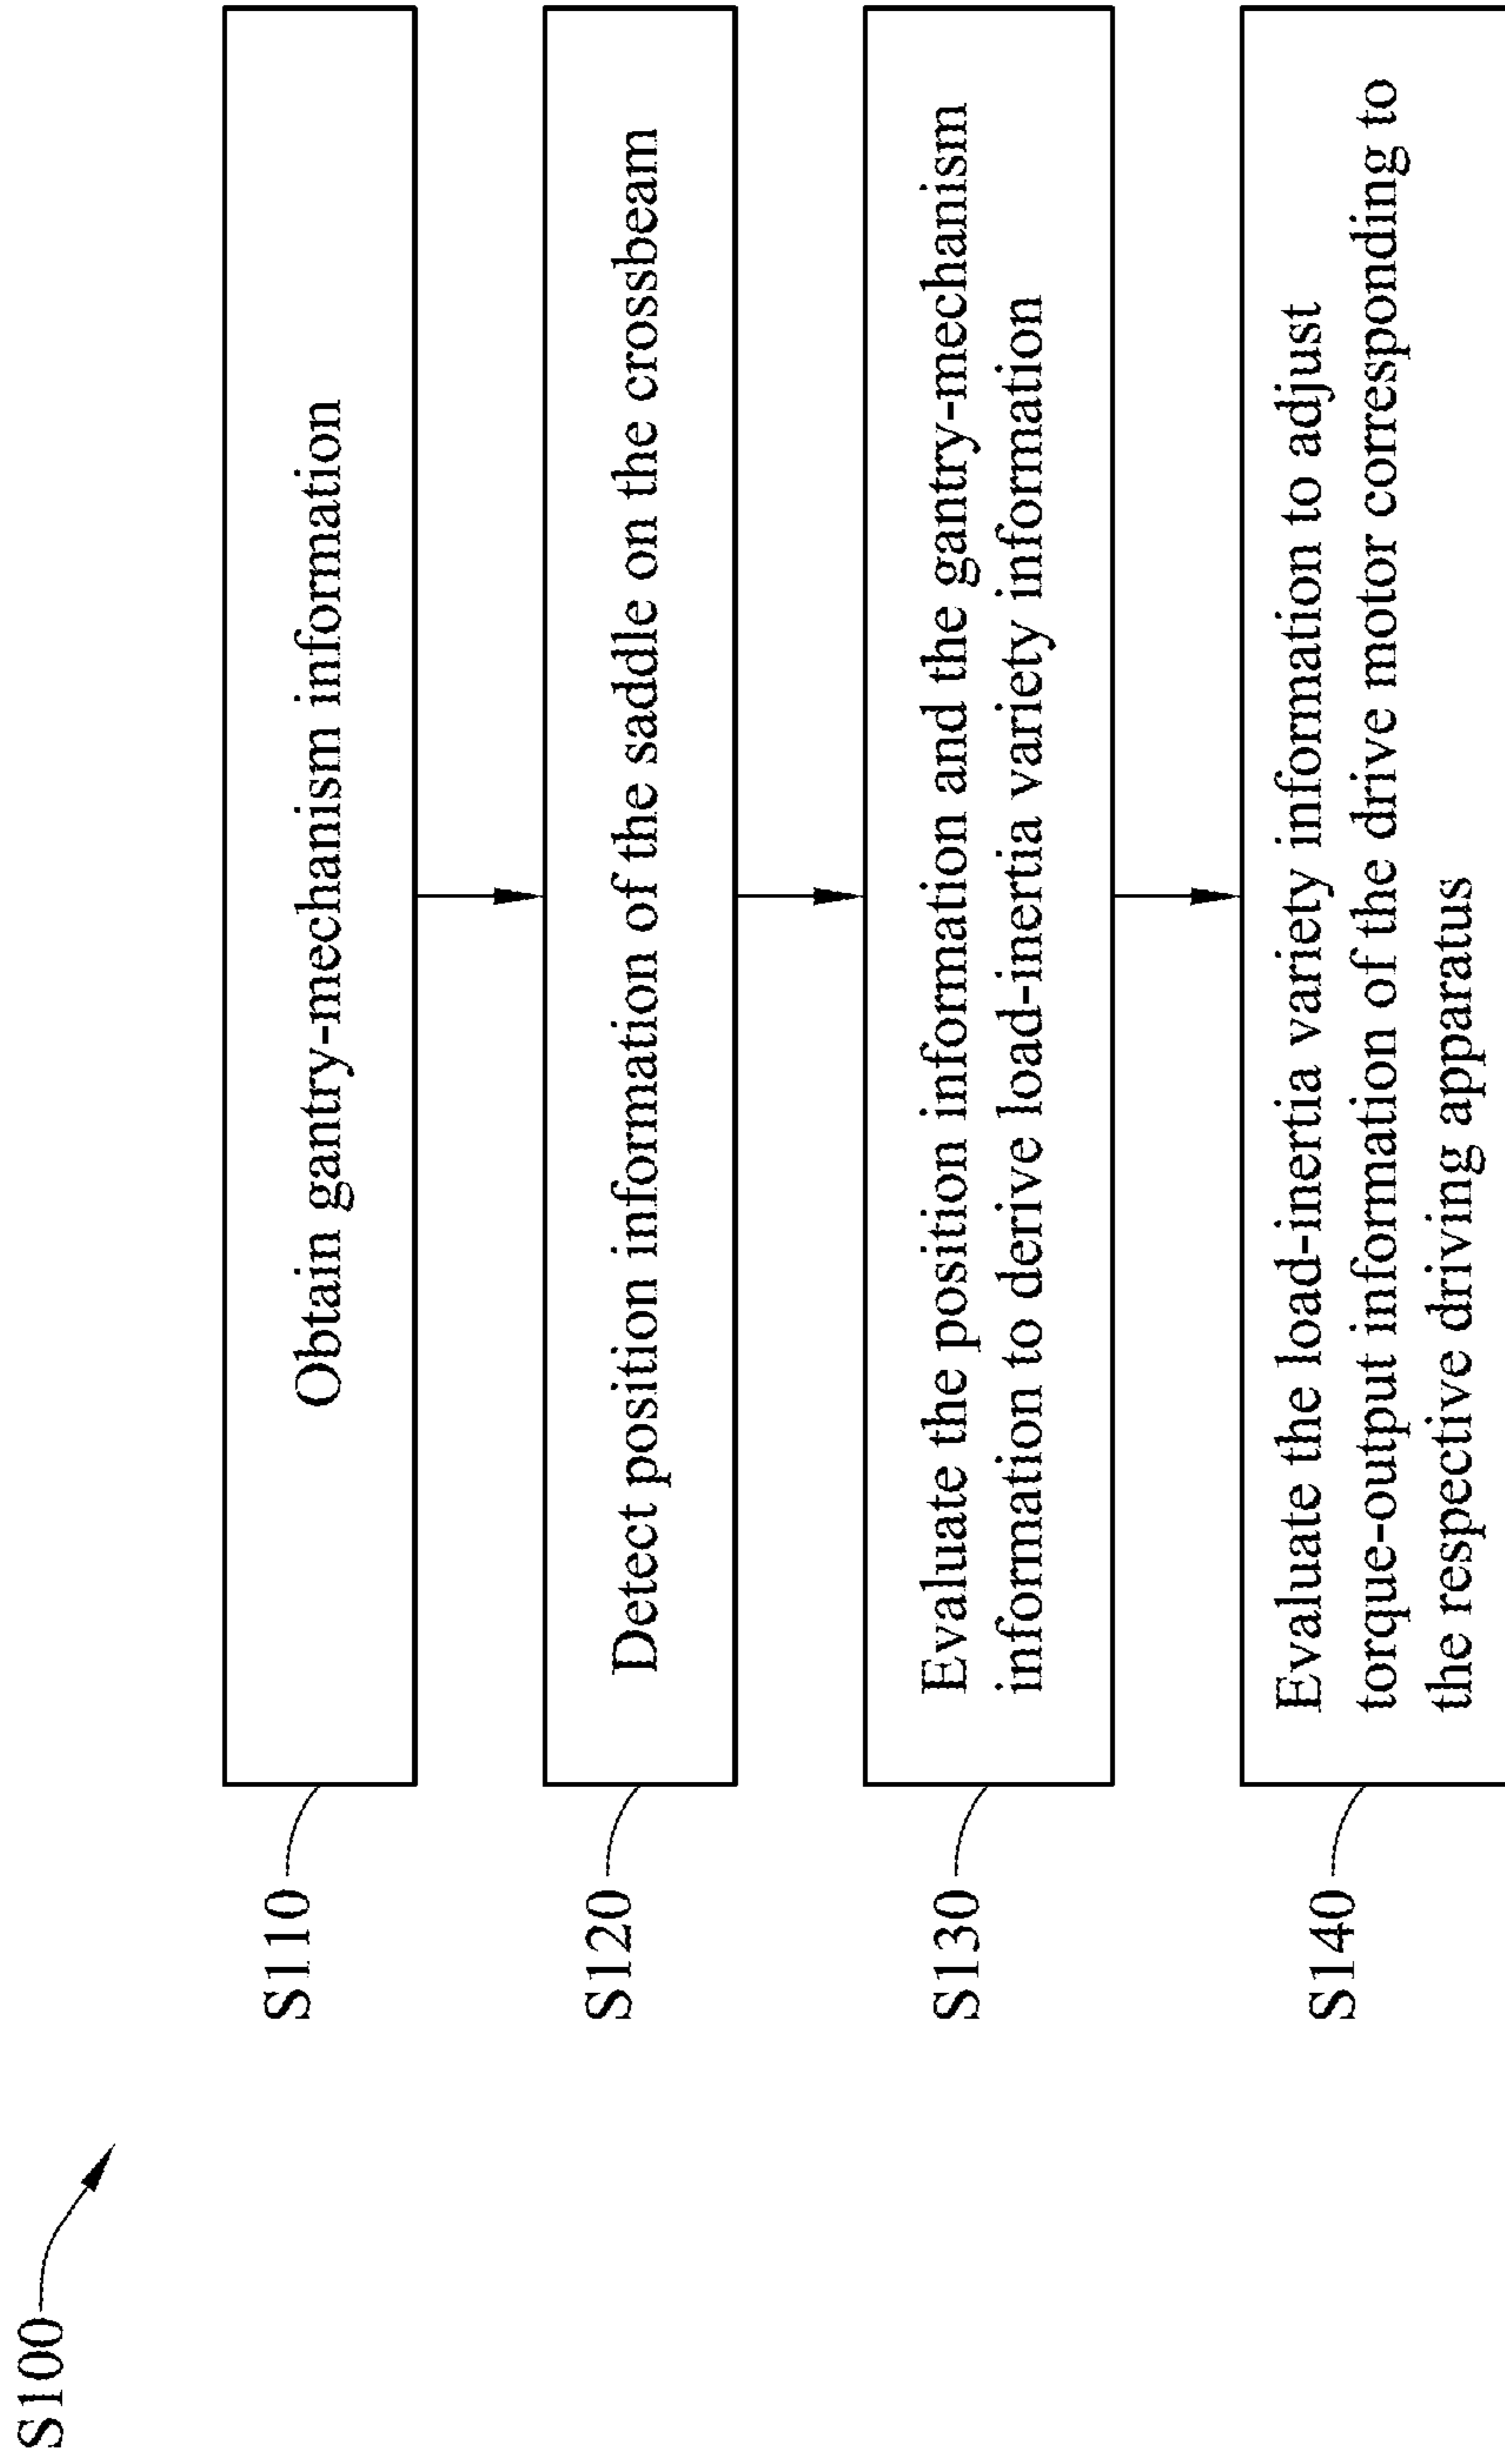 S100
S110
Obtain gantry-mechanism information
S120
Detect position information of the saddle on the crossbeam
S130
Evaluate the position information and the gantry-mechanism
information to derive load-inertia variety information
S140
Evaluate the load-inertia variety information to adjust
torque-output information of the drive motor corresponding to
the respective driving apparatus